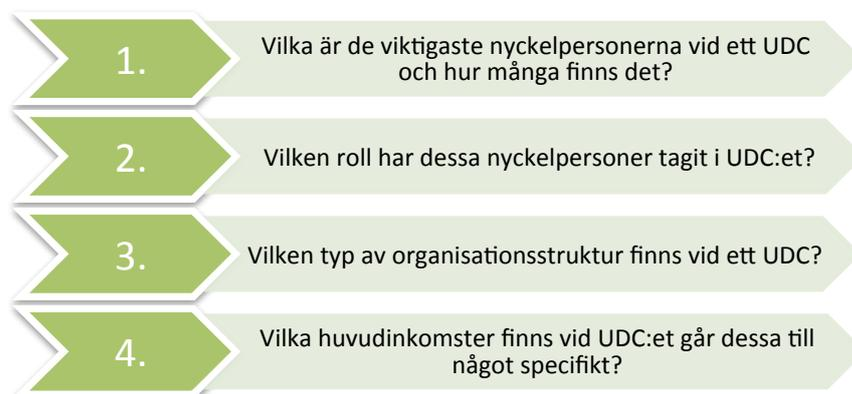 1.
Vilka är de viktigaste nyckelpersonerna vid ett UDC
och hur många finns det?
2.
Vilken roll har dessa nyckelpersoner tagit i UDC:et?
3.
Vilken typ av organisationsstruktur finns vid ett UDC?
4.
Vilka huvudinkomster finns vid UDC:et går dessa till
något specifikt?